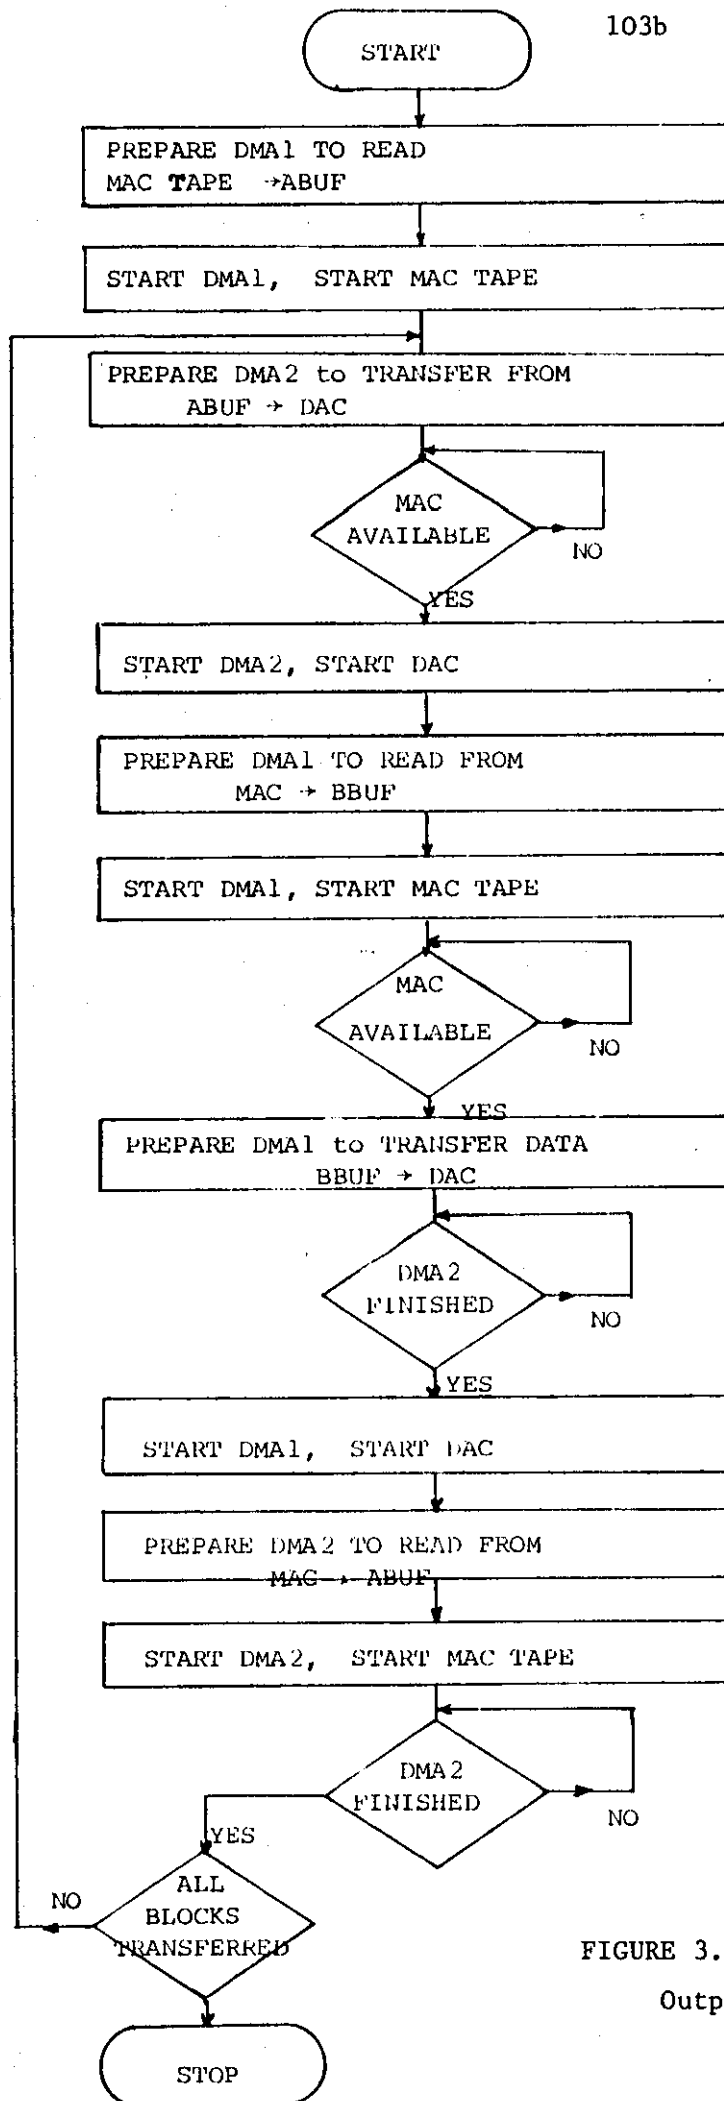 103b
START
PREPARE DMA1 TO READ
MAC TAPE →ABUF
START DMA1, START MAC TAPE
PREPARE DMA2 to TRANSFER FROM
ABUF → DAC
MAC
AVAILABLE
NO
YES
START DMA2, START DAC
PREPARE DMA1 TO READ FROM
MAC → BBUF
START DMA1, START MAC TAPE
MAC
AVAILABLE
NO
YES
PREPARE DMA1 to TRANSFER DATA
BBUF → DAC
DMA2
FINISHED
NO
YES
START DMA1, START DAC
PREPARE DMA2 TO READ FROM
MAG → ABUF
START DMA2, START MAC TAPE
DMA2
FINISHED
NO
YES
ALL
BLOCKS
TRANSFERRED
NO
FIGURE 3.
Outp
STOP